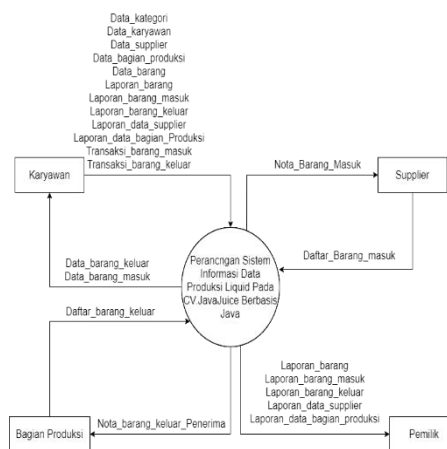 Data_kategori
Data_karyawan
Data_supplier
Data_bagian_produksi
Data_barang
Laporan_barang
Laporan_barang_masuk
Laporan_barang_keluar
Laporan_data_supplier
Laporan_data_bagian_Produksi
Transaksi_barang_masuk
Transaksi_barang_keluar
Karyawan
Nota_Barang_Masuk
Supplier
Data_barang_keluar
Data_barang_masuk
Perancngan Sistem
Informasi Data
Produksi Liquid Pada
CV.JavaJuice Berbasis
Java
Daftar_Barang_masuk
Daftar_barang_keluar
Laporan_barang
Laporan_barang_masuk
Laporan_barang_keluar
Laporan_data_supplier
Laporan_data_bagian_produksi
Bagian Produksi
Nota_barang_keluar_Penerima
Pemilik